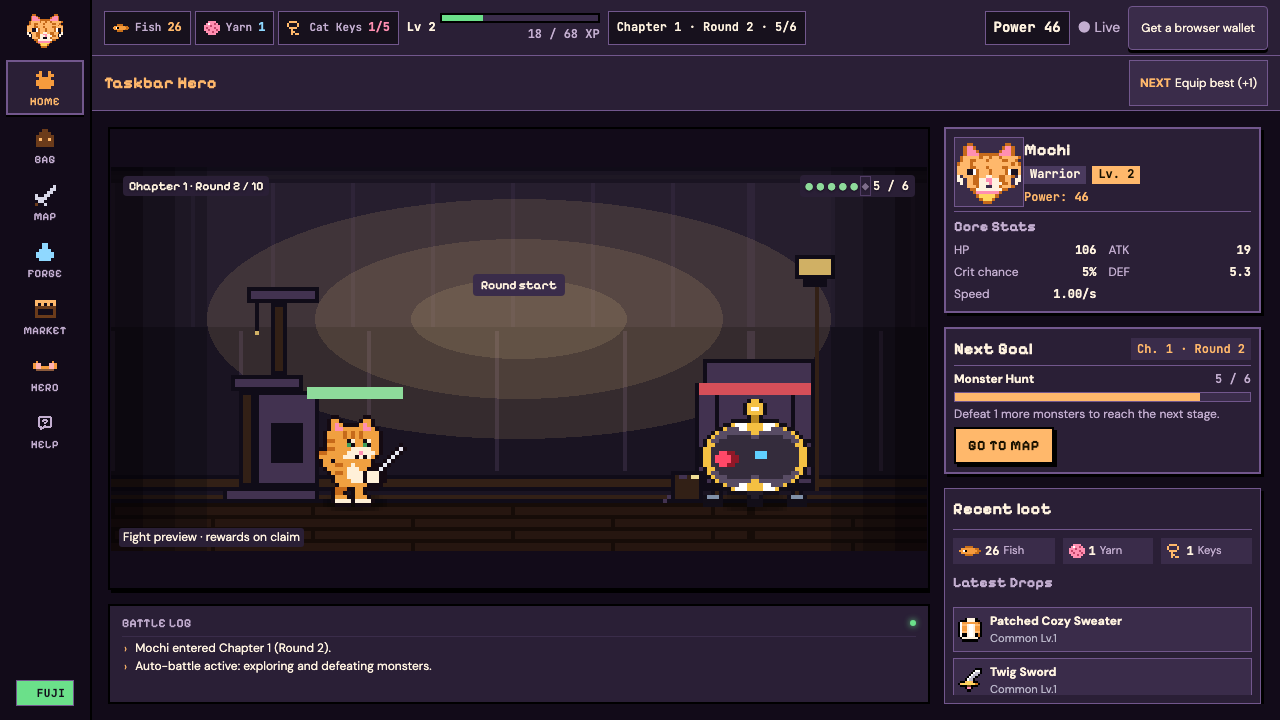 Fish 26
Yarn 1
Cat Keys 1/5
Lv 2
18 / 68 XP
Chapter 1 · Round 2 · 5/6
Power 46
Live
Get a browser wallet
Taskbar Hero
NEXT Equip best (+1)
HOME
BAG
MAP
FORGE
MARKET
HERO
HELP
FUJI
Chapter 1 · Round 2 / 10
5 / 6
Round start
Fight preview · rewards on claim
BATTLE LOG
› Mochi entered Chapter 1 (Round 2).
› Auto-battle active: exploring and defeating monsters.
Mochi
Warrior Lv. 2
Power: 46
Core Stats
HP 106 ATK 19
Crit chance 5% DEF 5.3
Speed 1.00/s
Next Goal
Ch. 1 · Round 2
Monster Hunt 5 / 6
Defeat 1 more monsters to reach the next stage.
GO TO MAP
Recent loot
26 Fish
1 Yarn
1 Keys
Latest Drops
Patched Cozy Sweater
Common Lv.1
Twig Sword
Common Lv.1